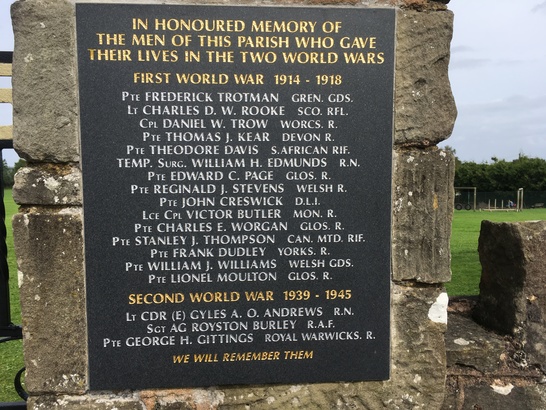 IN HONOURED MEMORY OF
THE MEN OF THIS PARISH WHO GAVE
THEIR LIVES IN THE TWO WORLD WARS
FIRST WORLD WAR 1914 - 1918
PTE FREDERICK TROTMAN GREN. GDS.
LT CHARLES D. W. ROOKE SCO. RFL.
CPL DANIEL W. TROW WORCS. R.
PTE THOMAS J. KEAR DEVON R.
PTE THEODORE DAVIS S.AFRICAN RIF.
TEMP. SURG. WILLIAM H. EDMUNDS R.N.
PTE EDWARD C. PAGE GLOS. R.
PTE REGINALD J. STEVENS WELSH R.
PTE JOHN CRESWICK D.L.I.
LCE CPL VICTOR BUTLER MON. R.
PTE CHARLES E. WORGAN GLOS. R.
PTE STANLEY J. THOMPSON CAN. MTD. RIF.
PTE FRANK DUDLEY YORKS. R.
PTE WILLIAM J. WILLIAMS WELSH GDS.
PTE LIONEL MOULTON GLOS. R.
SECOND WORLD WAR 1939 - 1945
LT CDR (E) GYLES A. O. ANDREWS R.N.
SGT AG ROYSTON BURLEY R.A.F.
PTE GEORGE H. GITTINGS ROYAL WARWICKS. R.
WE WILL REMEMBER THEM